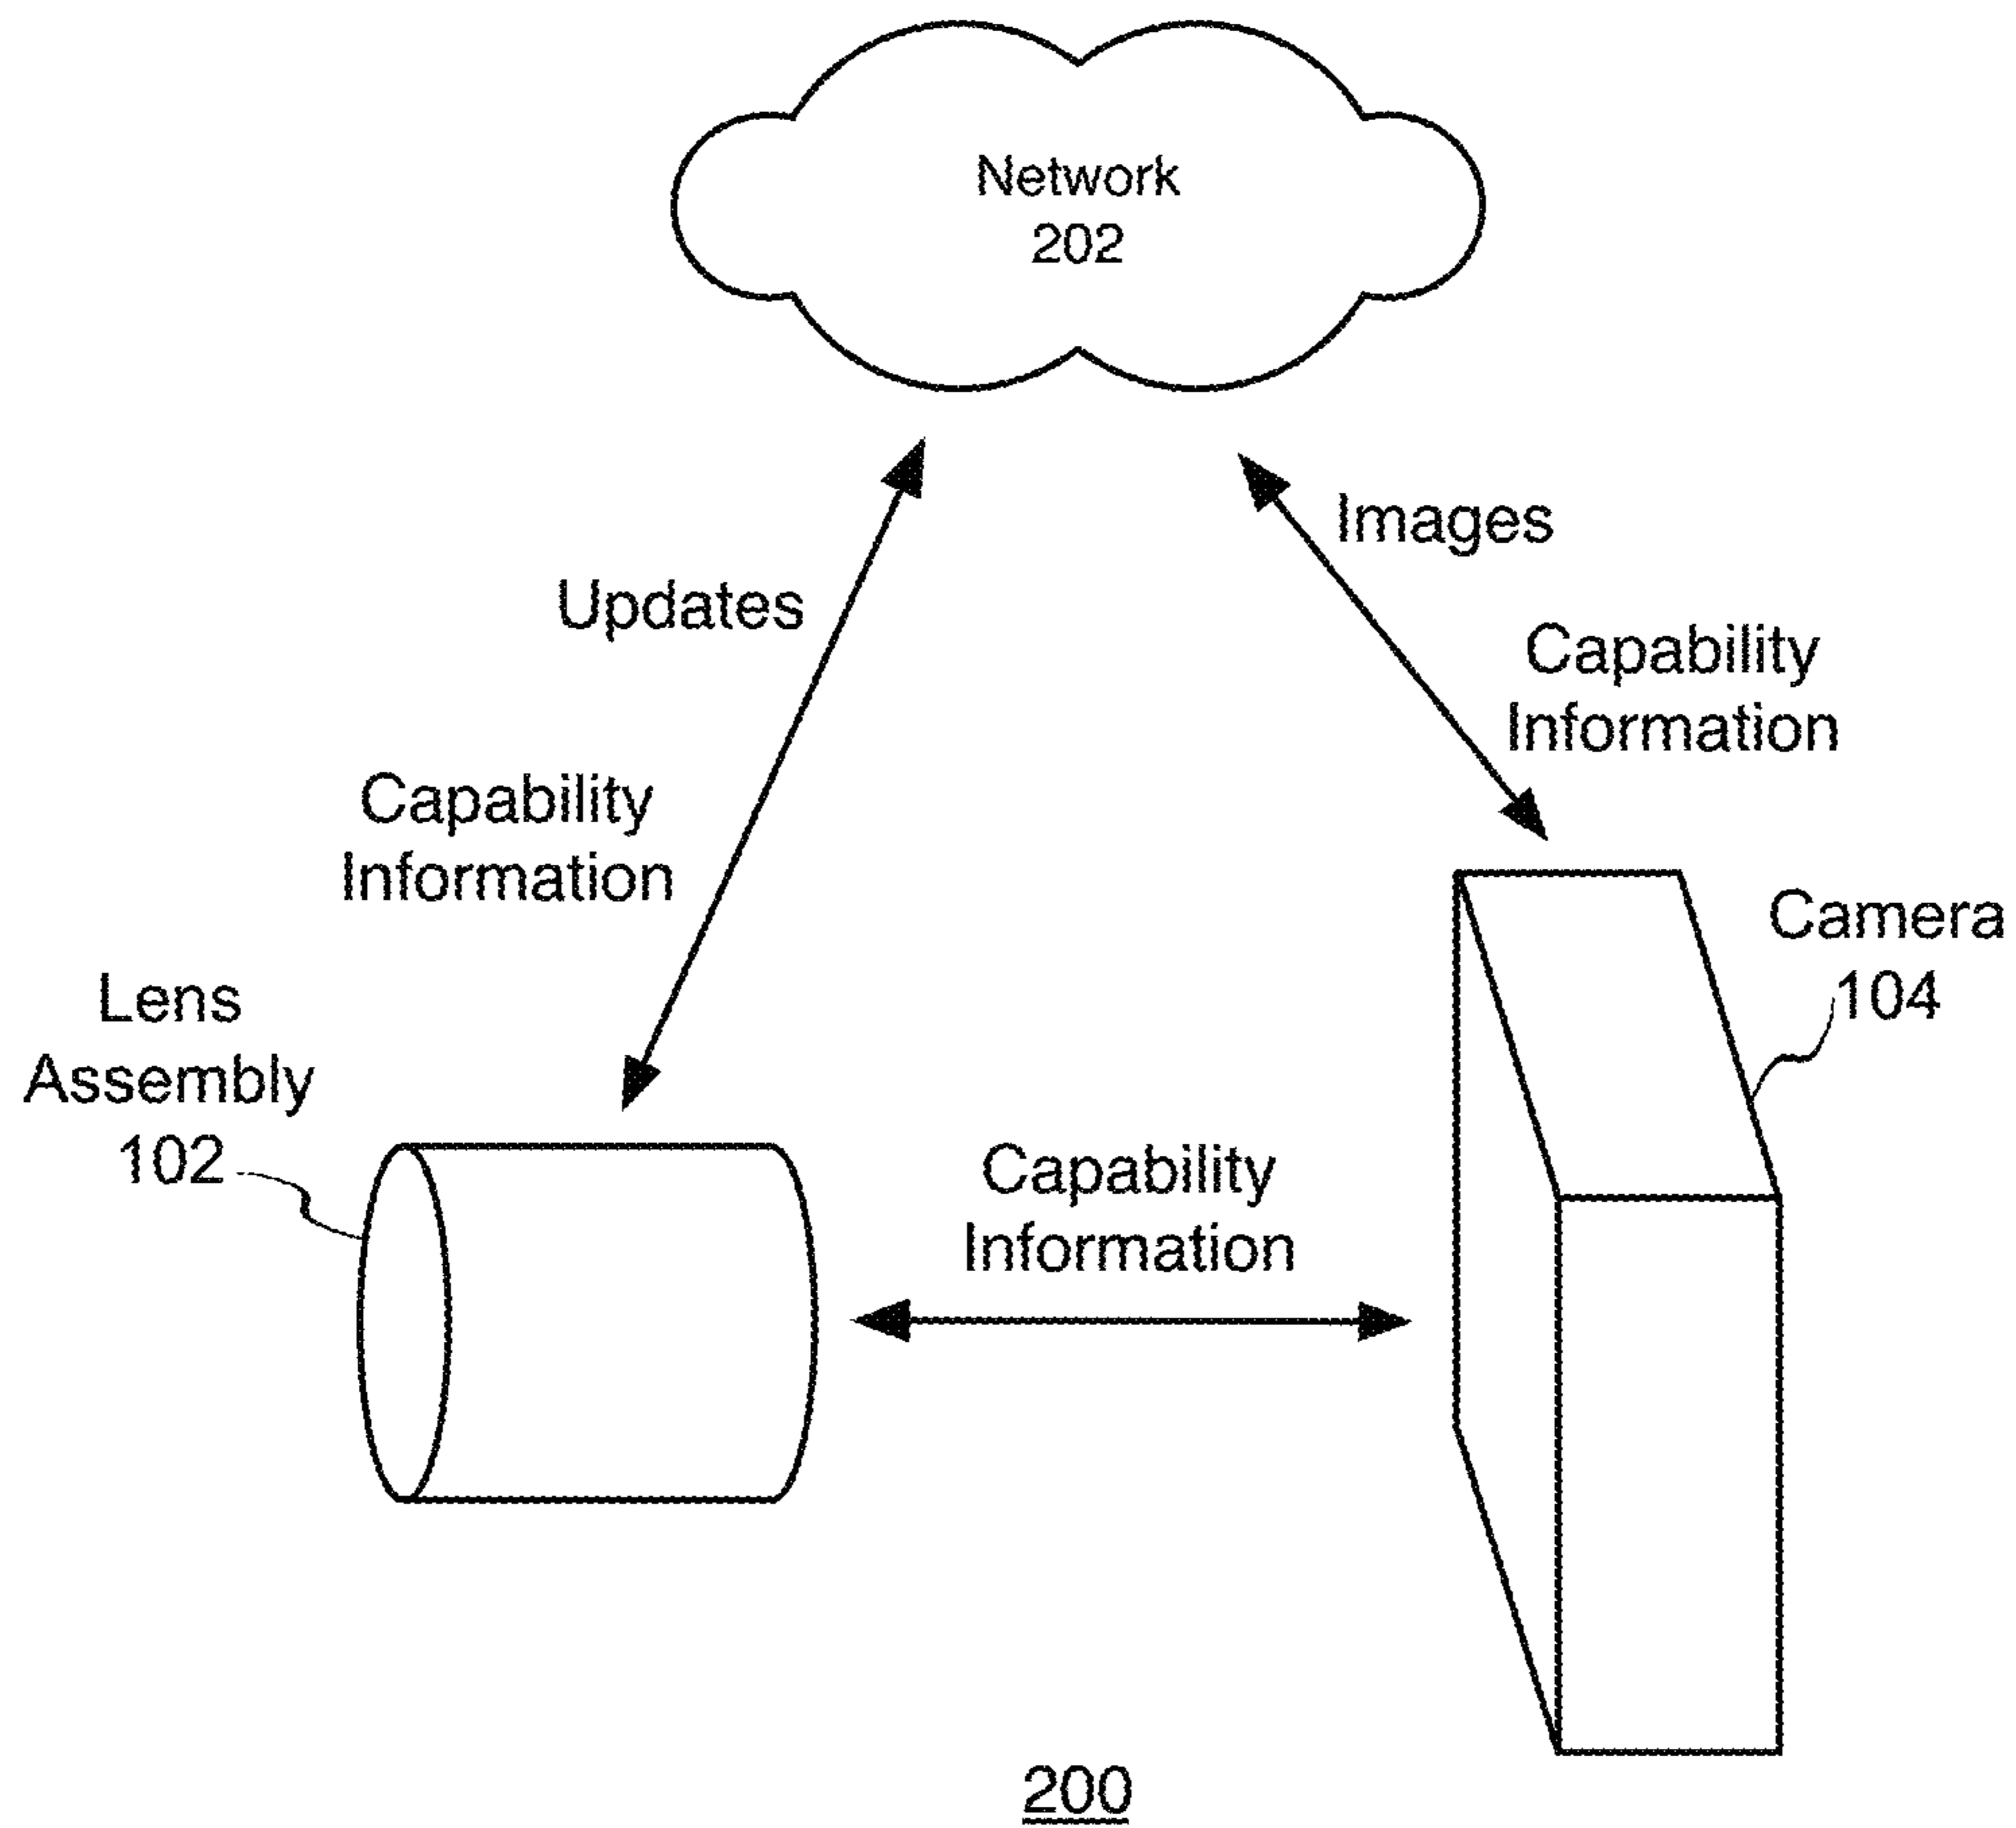 Network
202
Images
Updates
Capability
Information
Capability
Information
Camera
104
Lens
Assembly
102
Capability
Information
200